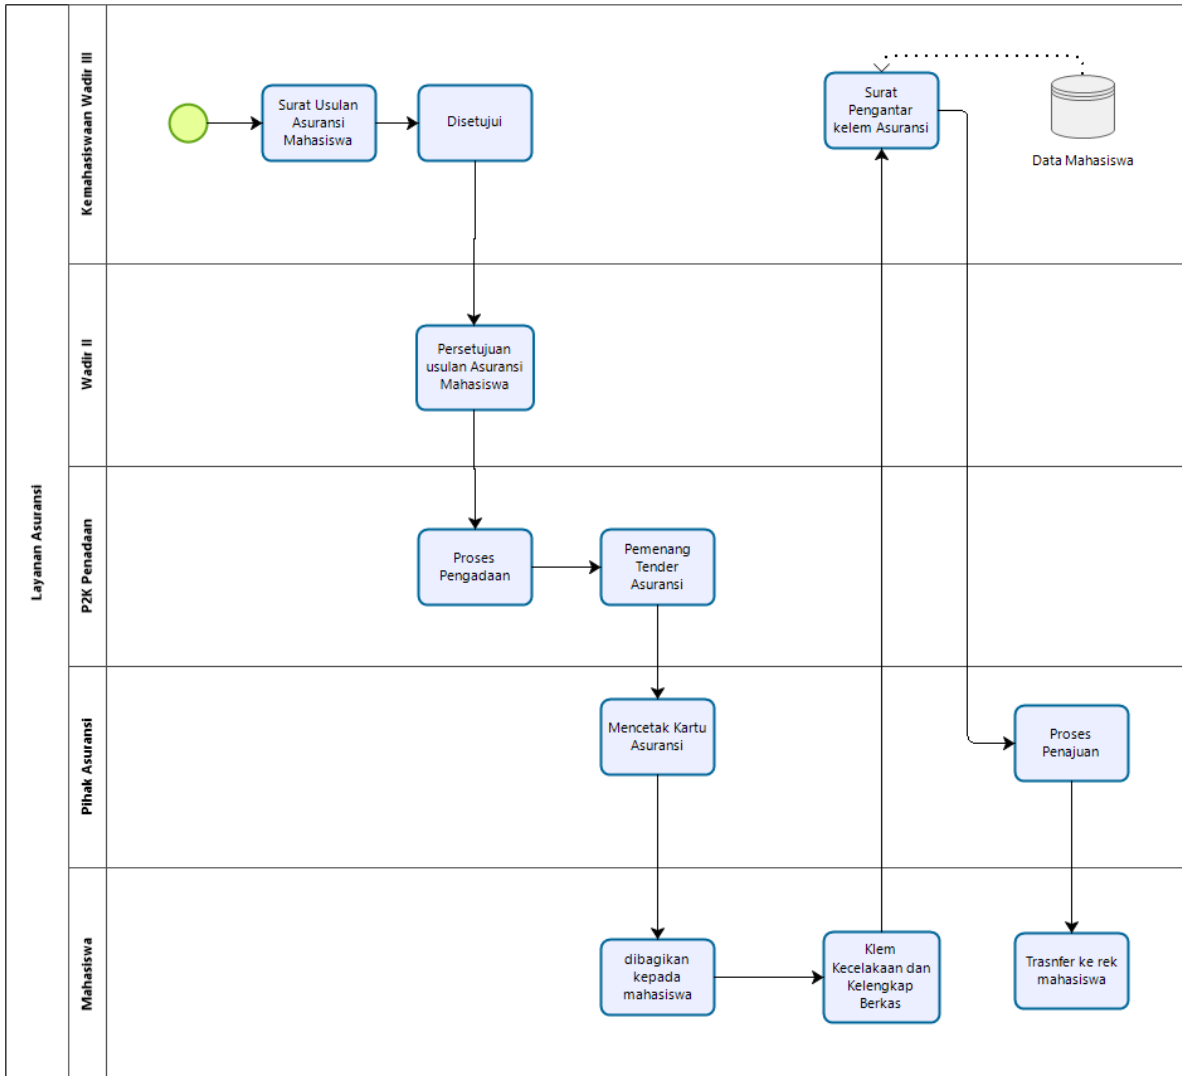 Layanan Asuransi
Kemahasiswaan Wadir III
Surat Usulan
Asuransi
Mahasiswa
Disetujui
Surat
Pengantar
kelem Asuransi
Data Mahasiswa
Wadir II
Persetujuan
usulan Asuransi
Mahasiswa
P2K Penadaan
Proses
Pengadaan
Pemenang
Tender
Asuransi
Pihak Asuransi
Mencetak Kartu
Asuransi
Proses
Penajuan
Mahasiswa
dibagikan
kepada
mahasiswa
Klem
Kecelakaan dan
Kelengkap
Berkas
Trasnfer ke rek
mahasiswa